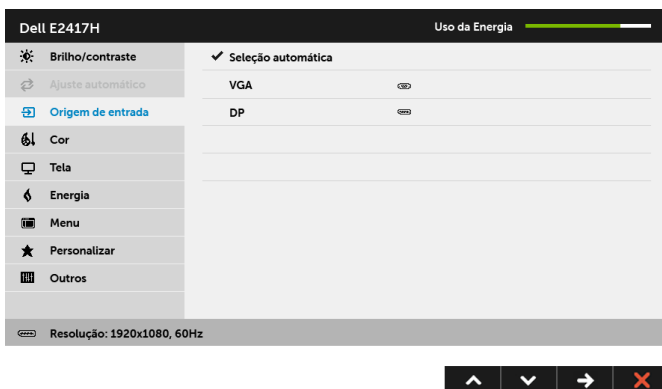 Dell E2417H Uso da Energia
Brilho/contraste Seleção automática
Ajuste automático VGA
Origem de entrada DP
Cor
Tela
Energia
Menu
Personalizar
Outros
Resolução: 1920x1080, 60Hz